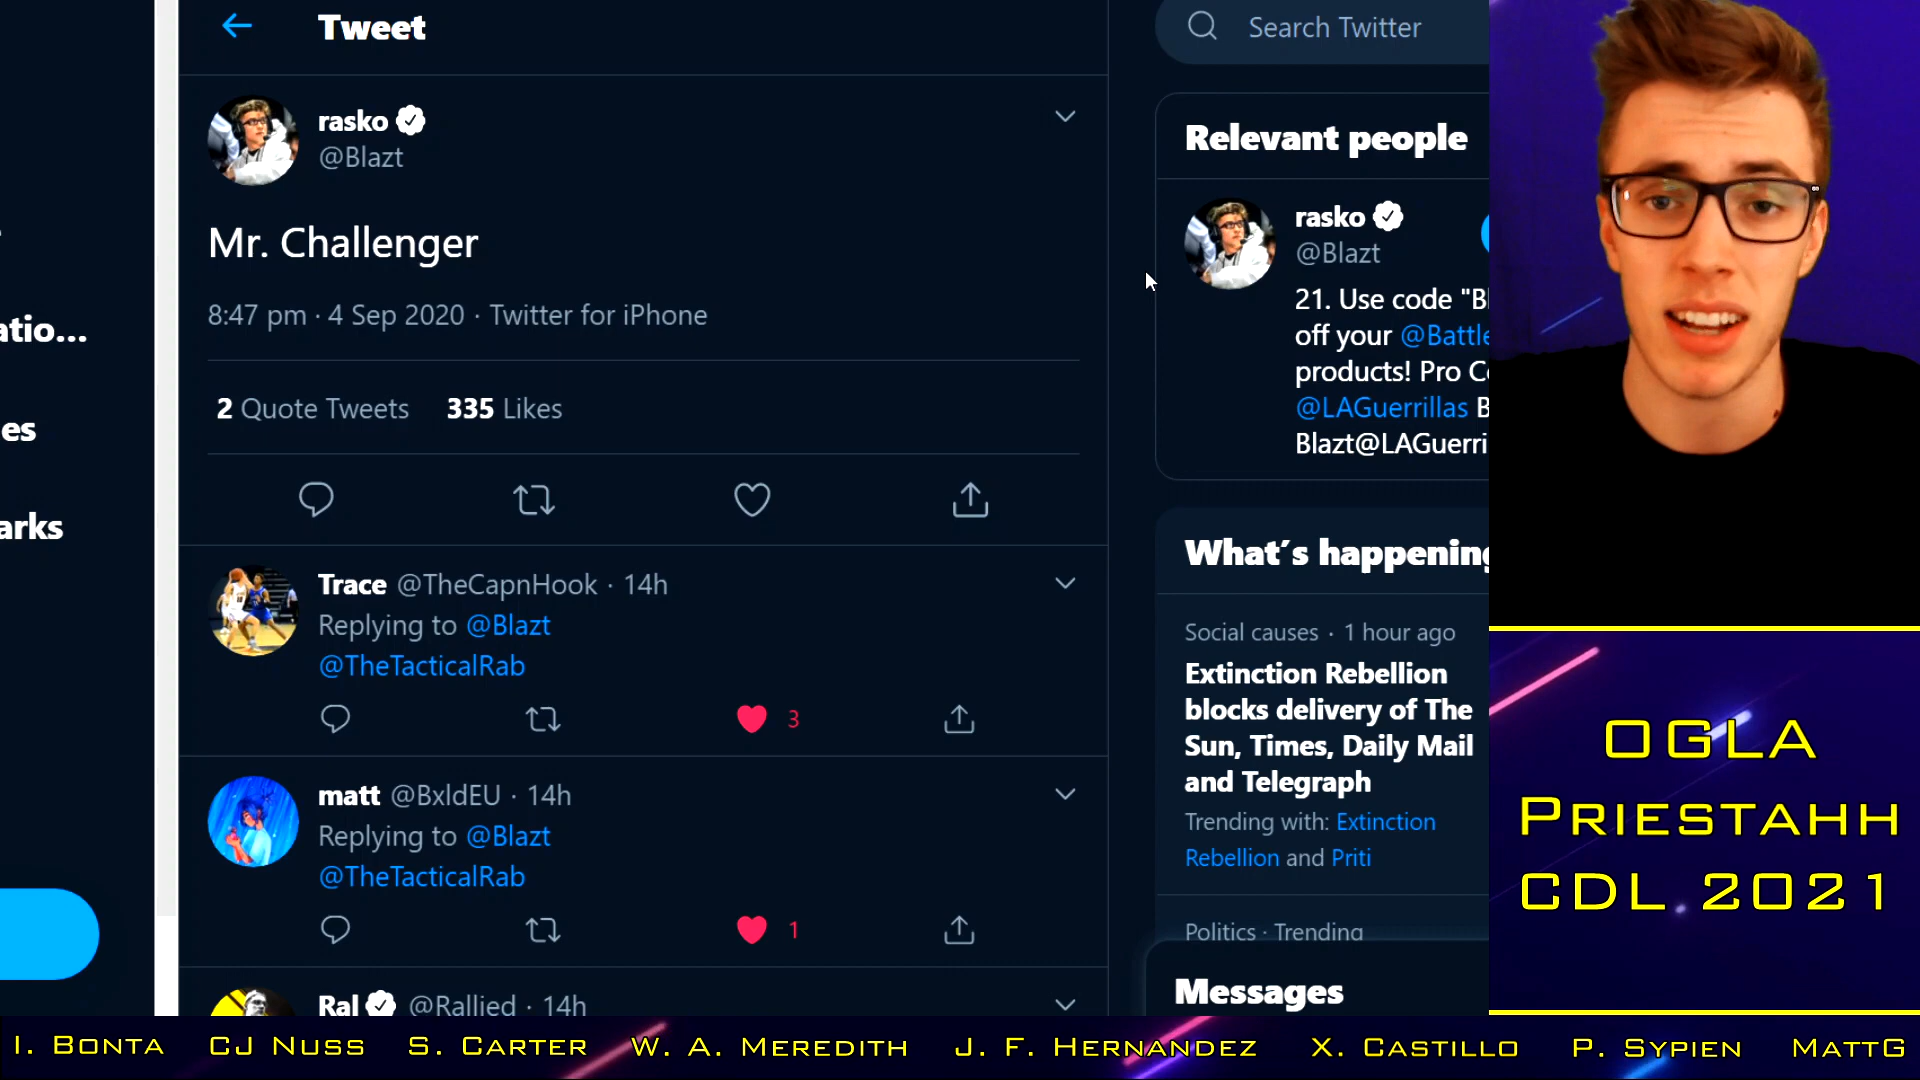 Tweet
rasko
@Blazt
Mr. Challenger
8:47 pm · 4 Sep 2020 · Twitter for iPhone
2 Quote Tweets 335 Likes
Trace @TheCapnHook · 14h
Replying to @Blazt
@TheTacticalRab
3
matt @BxldEU · 14h
Replying to @Blazt
@TheTacticalRab
1
Ral @Rallied · 14h
atio...
es
arks
Search Twitter
Relevant people
rasko
@Blazt
21. Use code "Bl
off your @Battle
products! Pro Co
@LAGuerrillas B
Blazt@LAGuerri
What's happening
Social causes · 1 hour ago
Extinction Rebellion
blocks delivery of The
Sun, Times, Daily Mail
and Telegraph
Trending with: Extinction
Rebellion and Priti
Politics · Trending
Messages
OGLA
Priestahh
CDL 2021
I. Bonta CJ Nuss S. Carter W. A. Meredith J. F. Hernandez X. Castillo P. Sypien MattG